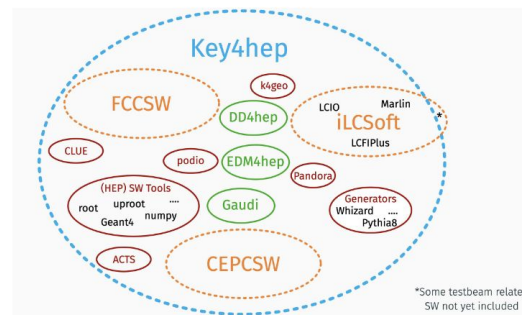 Key4hep
k4geo
FCCSW
DD4hep
LCIO
Marlin
iLCSoft
*
LCFIPlus
CLUE
podio
EDM4hep
Pandora
(HEP) SW Tools
root
uproot
....
Geant4
numpy
Gaudi
Generators
Whizard
....
Pythia8
ACTS
CEPCSW
*Some testbeam relate
SW not yet included